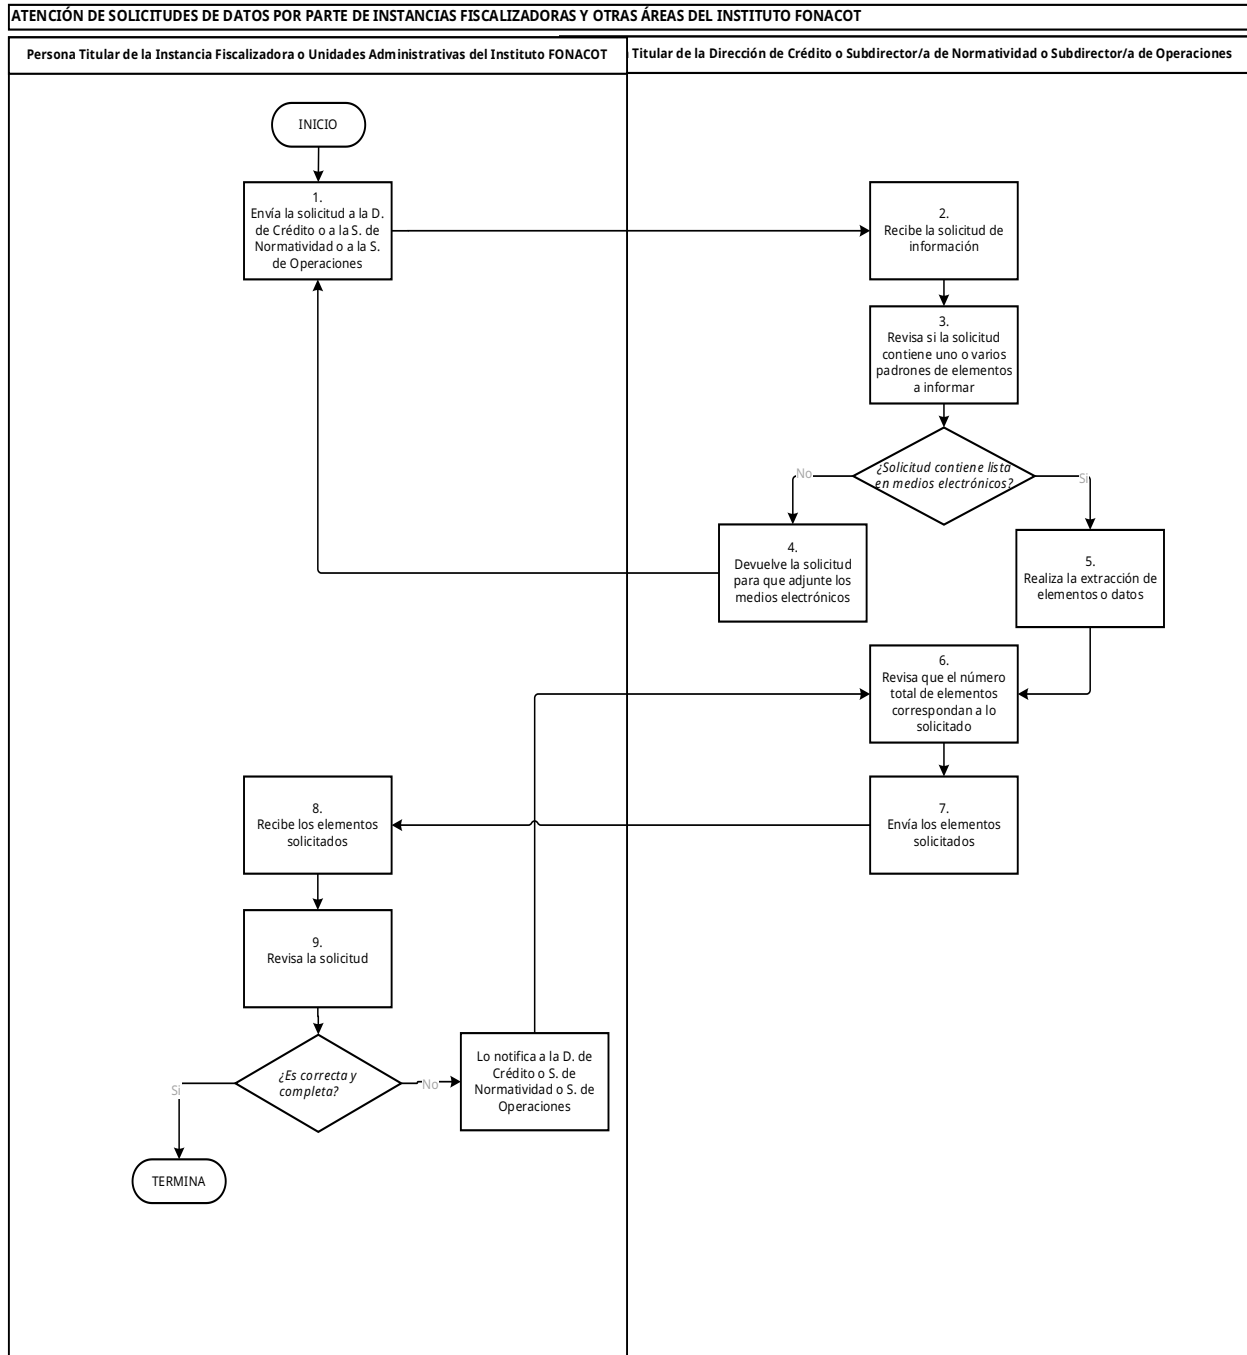 ATENCIÓN DE SOLICITUDES DE DATOS POR PARTE DE INSTANCIAS FISCALIZADORAS Y OTRAS ÁREAS DEL INSTITUTO FONACOT
Persona Titular de la Instancia Fiscalizadora o Unidades Administrativas del Instituto FONACOT
Titular de la Dirección de Crédito o Subdirector/a de Normatividad o Subdirector/a de Operaciones
INICIO
1.
Envía la solicitud a la D.
de Crédito o a la S. de
Normatividad o a la S.
de Operaciones
2.
Recibe la solicitud de
información
3.
Revisa si la solicitud
contiene uno o varios
padrones de elementos
a informar
¿Solicitud contiene lista
en medios electrónicos?
No
Si
4.
Devuelve la solicitud
para que adjunte los
medios electrónicos
5.
Realiza la extracción de
elementos o datos
6.
Revisa que el número
total de elementos
correspondan a lo
solicitado
7.
Envía los elementos
solicitados
8.
Recibe los elementos
solicitados
9.
Revisa la solicitud
¿Es correcta y
completa?
Si
No
Lo notifica a la D. de
Crédito o S. de
Normatividad o S. de
Operaciones
TERMINA